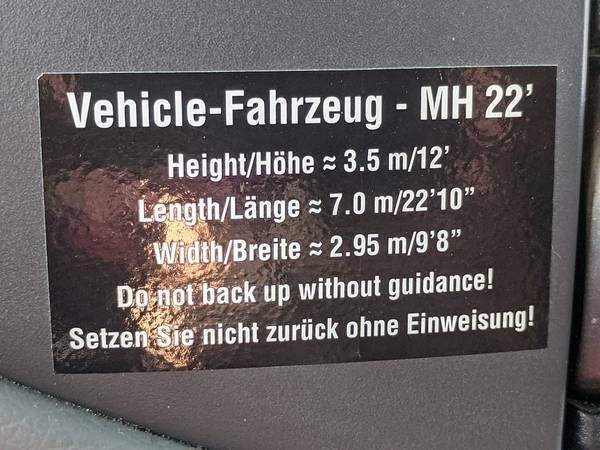 Vehicle-Fahrzeug - MH 22'
Height/Höhe ≈ 3.5 m/12'
Length/Länge ≈ 7.0 m/22'10"
Width/Breite ≈ 2.95 m/9'8"
Do not back up without guidance!
Setzen Sie nicht zurück ohne Einweisung!